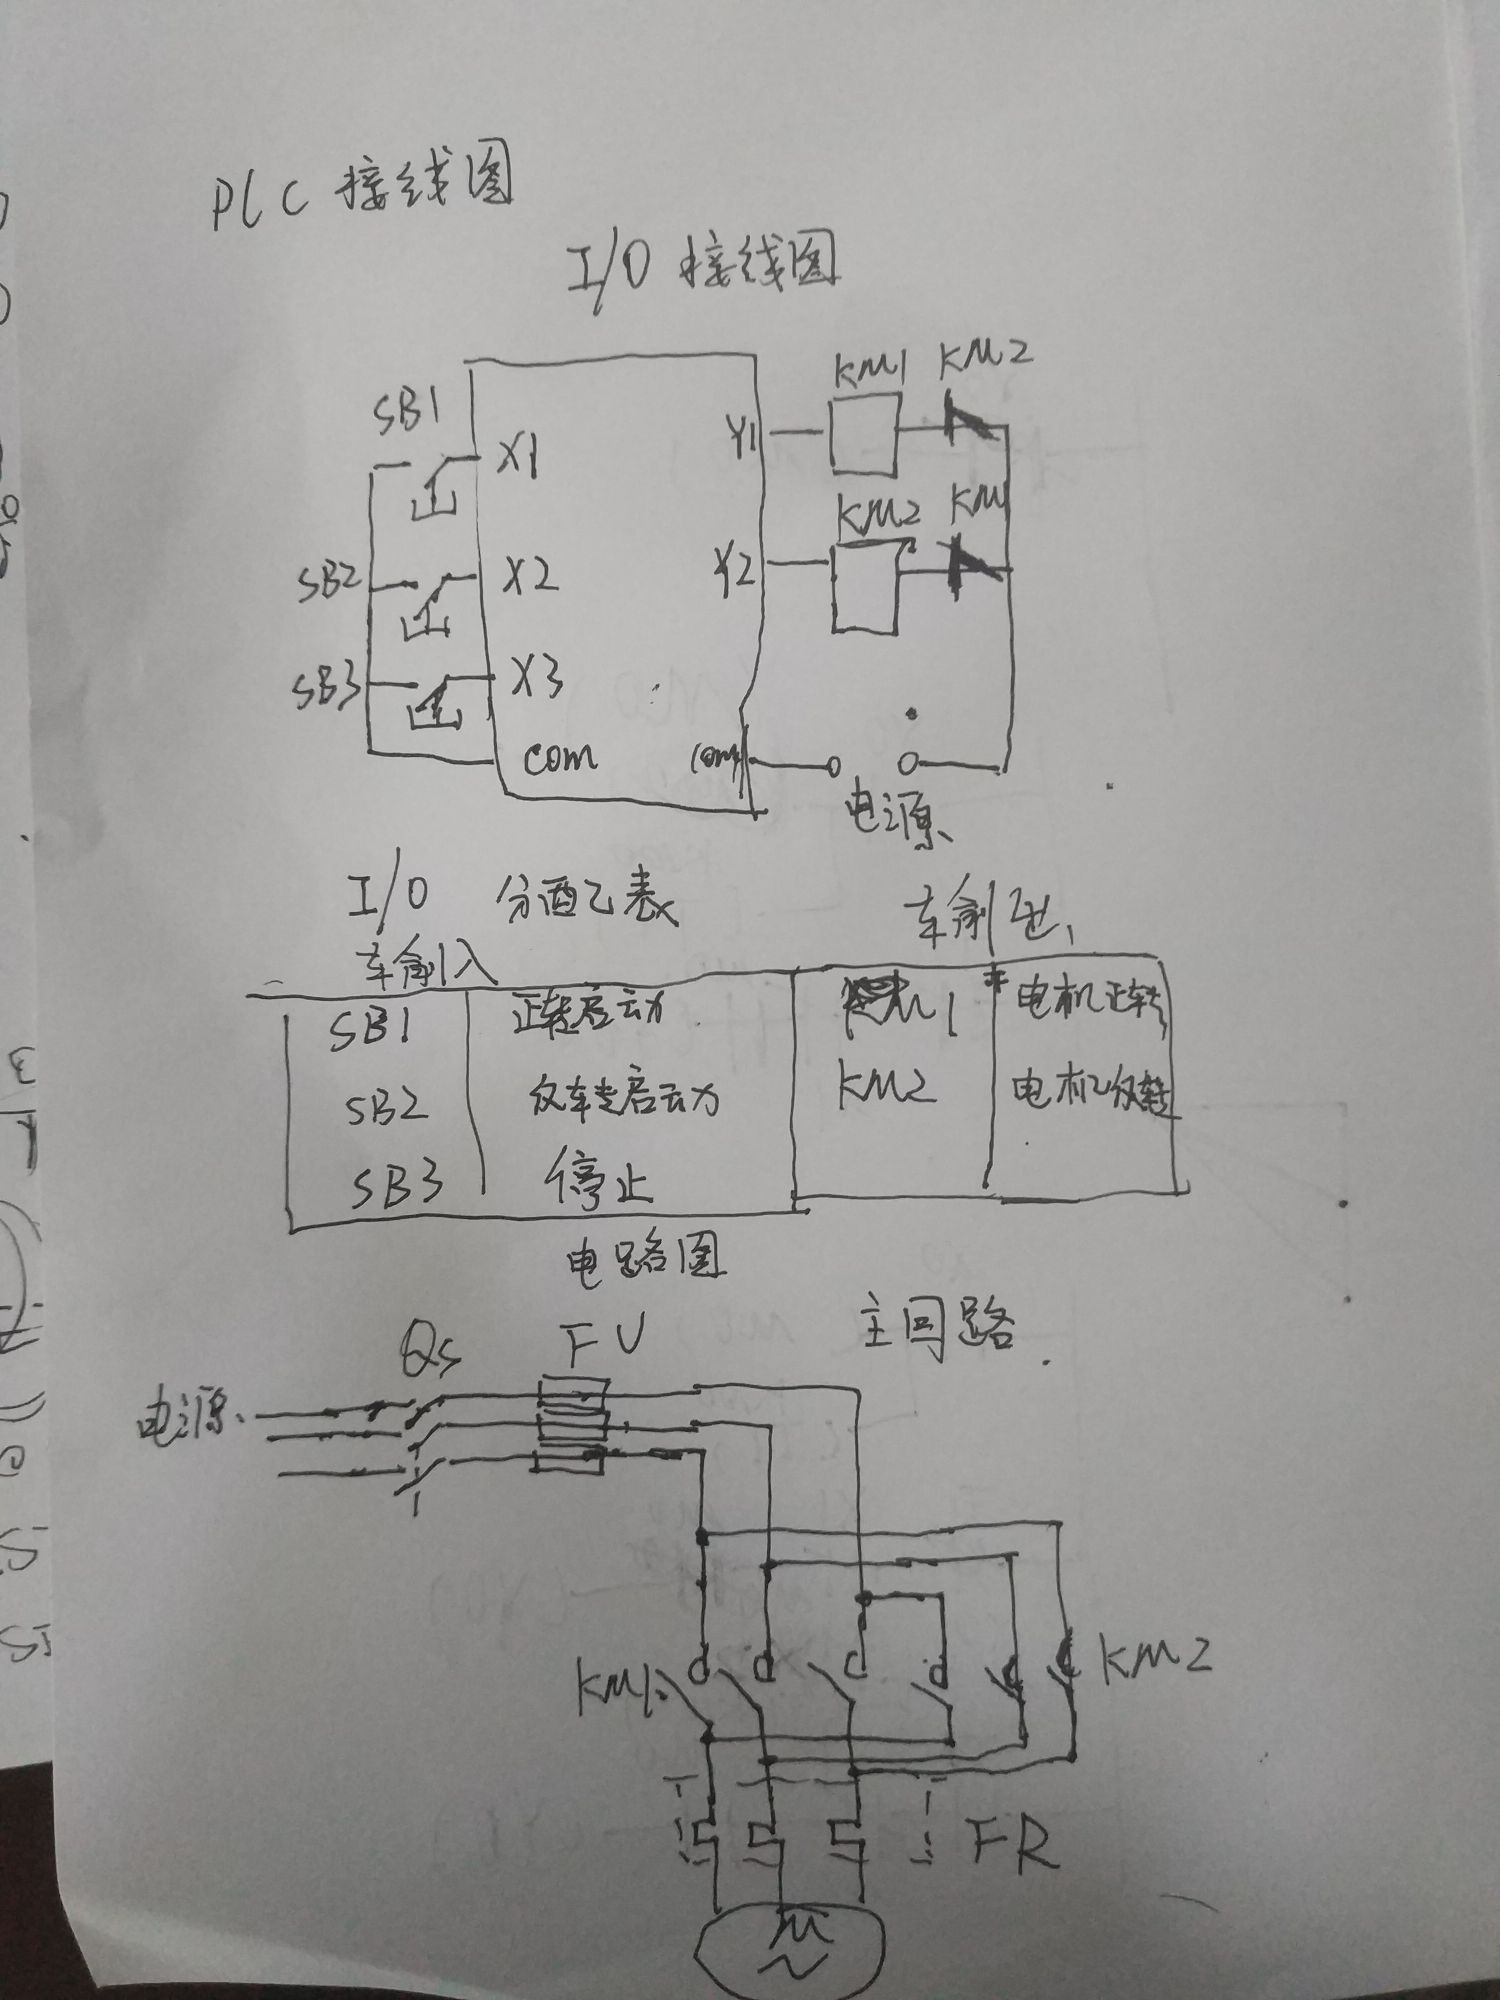 PLC 接线图
I/O 接线图
KM1 KM2
SB1 X1 Y1
KM2 KM1
SB2 X2 Y2
SB3 X3
com com
电源
I/O 分配表
输入 输出
SB1 正转启动 KM1 电机正转
SB2 反转启动 KM2 电机反转
SB3 停止
电路图
主回路
QS FU
电源
KM1 KM2
FR
M
~